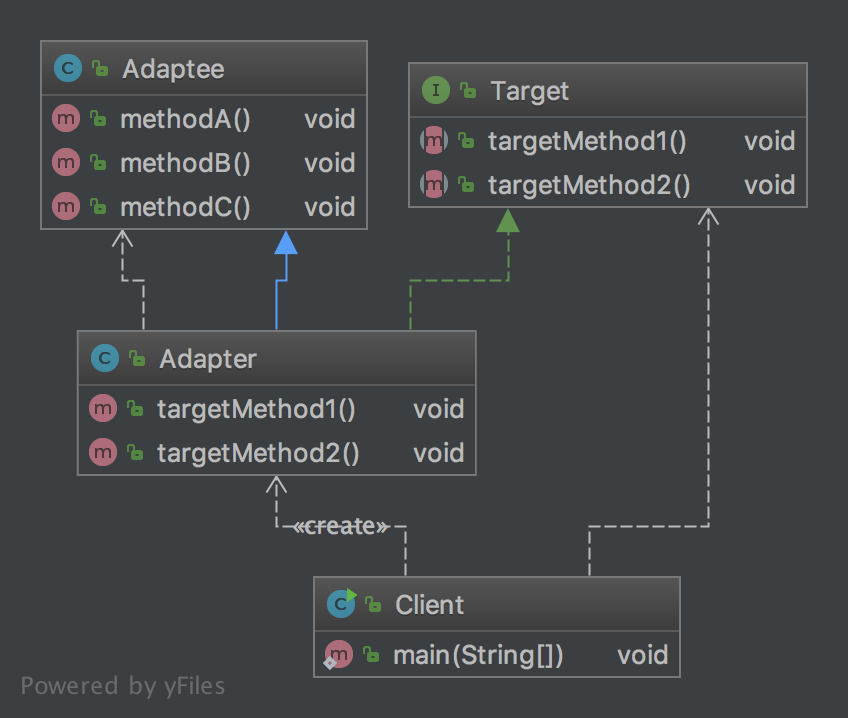 Adaptee
methodA() void
methodB() void
methodC() void
Target
targetMethod1() void
targetMethod2() void
Adapter
targetMethod1() void
targetMethod2() void
«create»
Client
main(String[]) void
Powered by yFiles